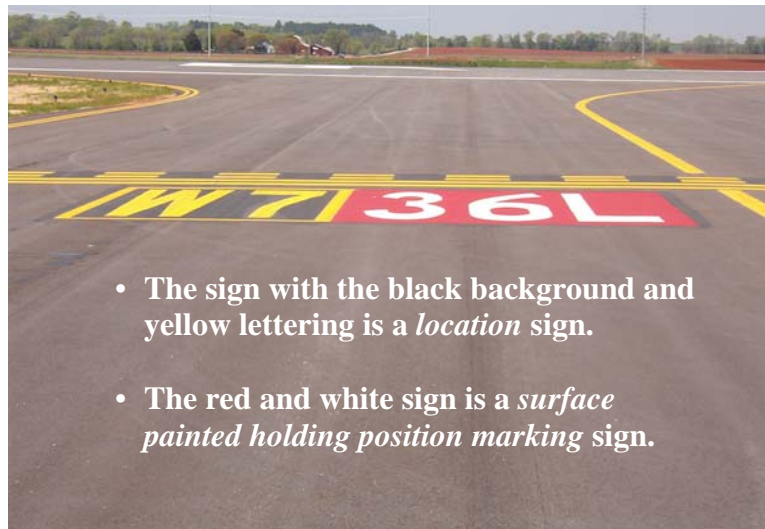 W7 36L
• The sign with the black background and
yellow lettering is a location sign.
• The red and white sign is a surface
painted holding position marking sign.